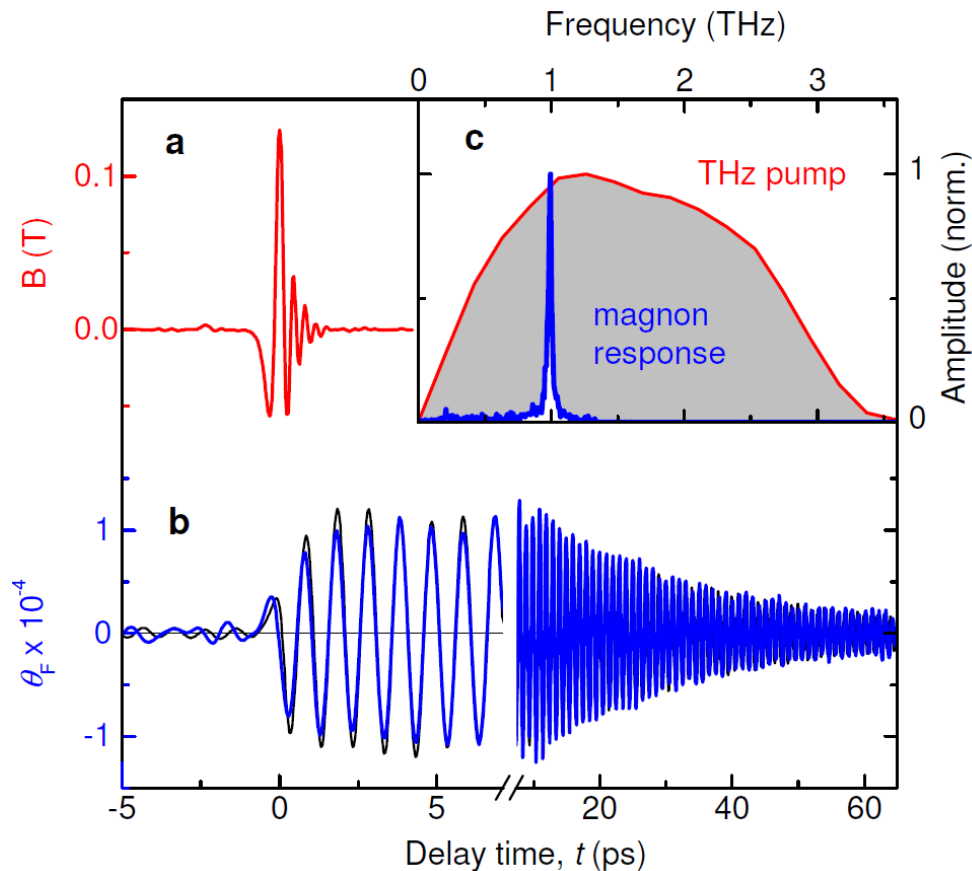 Frequency (THz)
0 1 2 3
a
c
0.1
0.0
B (T)
THz pump
magnon
response
1
0
Amplitude (norm.)
b
1
0
-1
θF x 10-4
-5 0 5 20 40 60
Delay time, t (ps)